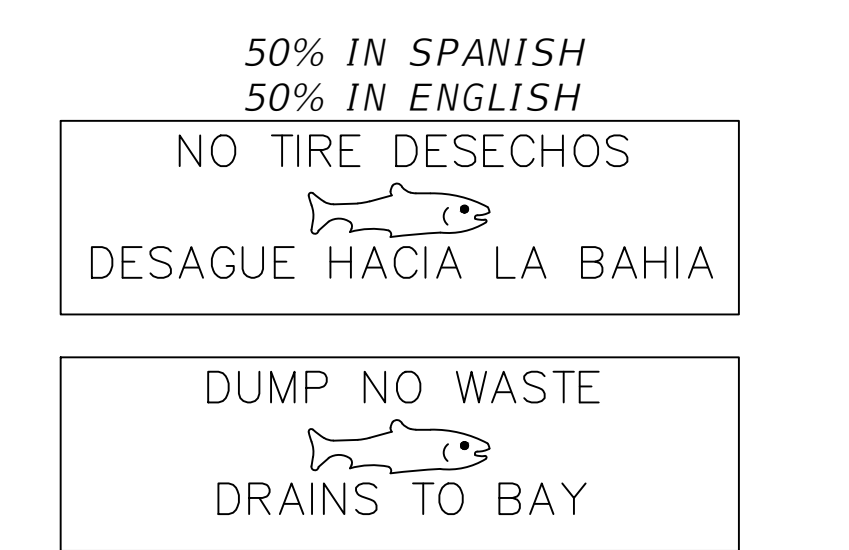 50% IN SPANISH
50% IN ENGLISH
NO TIRE DESECHOS
DESAGUE HACIA LA BAHIA
DUMP NO WASTE
DRAINS TO BAY